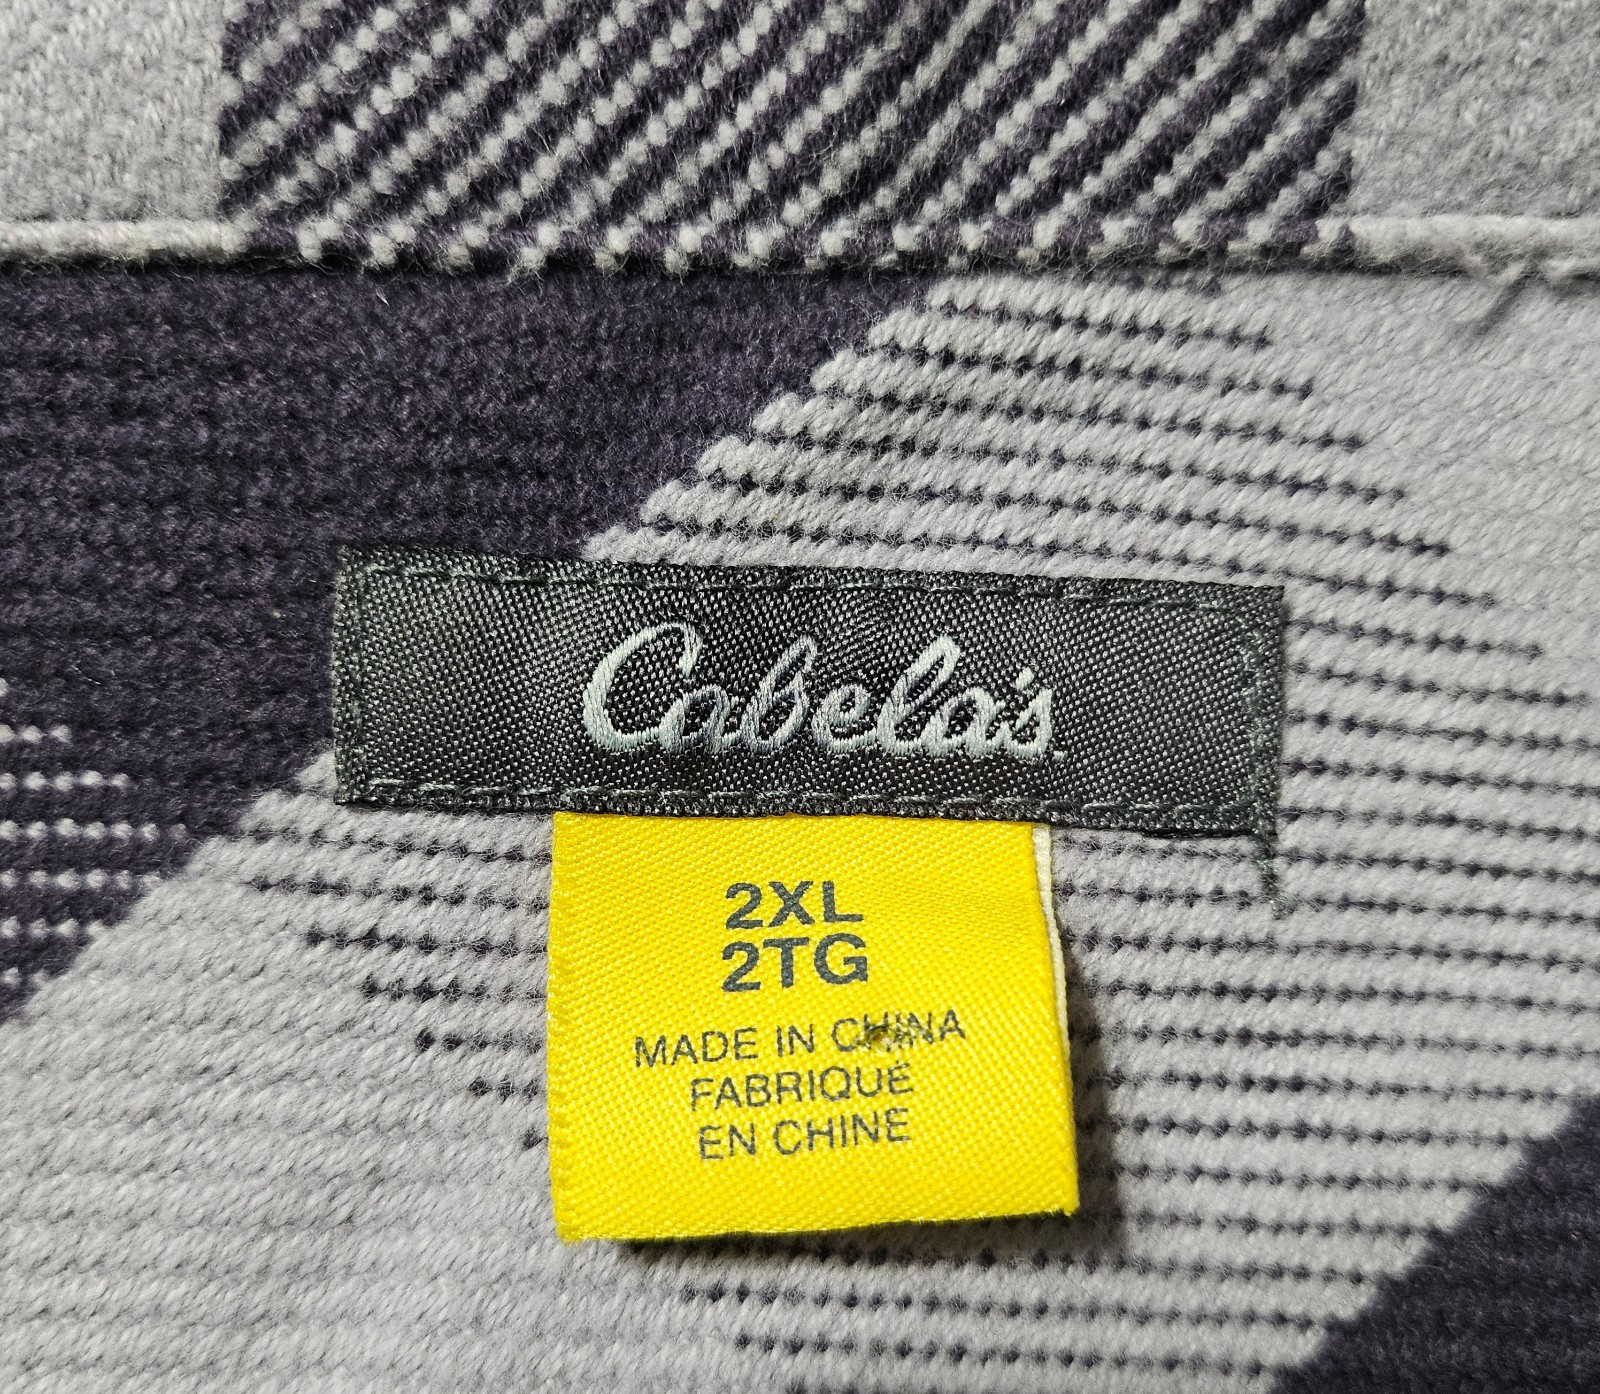 Cabela's
2XL
2TG
MADE IN CHINA
FABRIQUÉ
EN CHINE